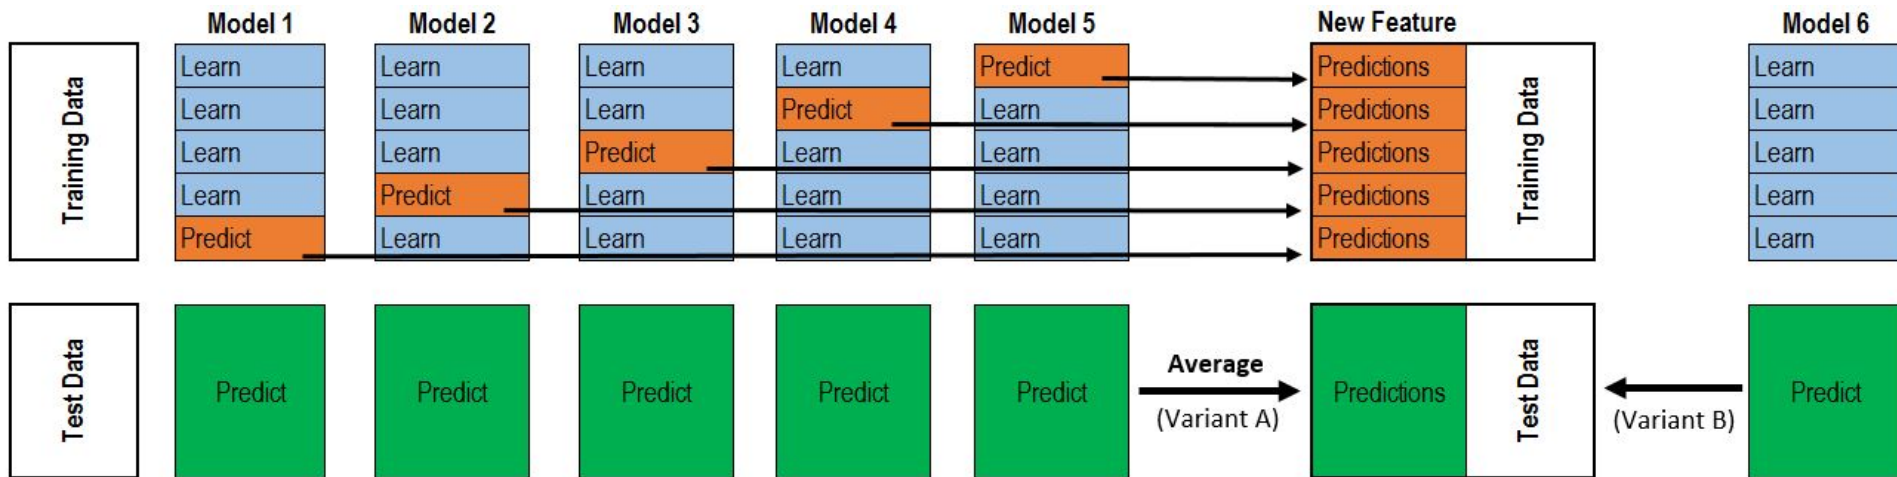 Model 1 Model 2 Model 3 Model 4 Model 5 New Feature Model 6
Training Data
Learn Learn Learn Learn Predict Predictions Learn
Learn Learn Learn Predict Learn Predictions Learn
Learn Learn Predict Learn Learn Predictions Learn
Learn Predict Learn Learn Learn Predictions Learn
Predict Learn Learn Learn Learn Predictions Learn
Training Data
Test Data
Predict Predict Predict Predict Predict
Average
(Variant A)
Predictions
Test Data
(Variant B)
Predict